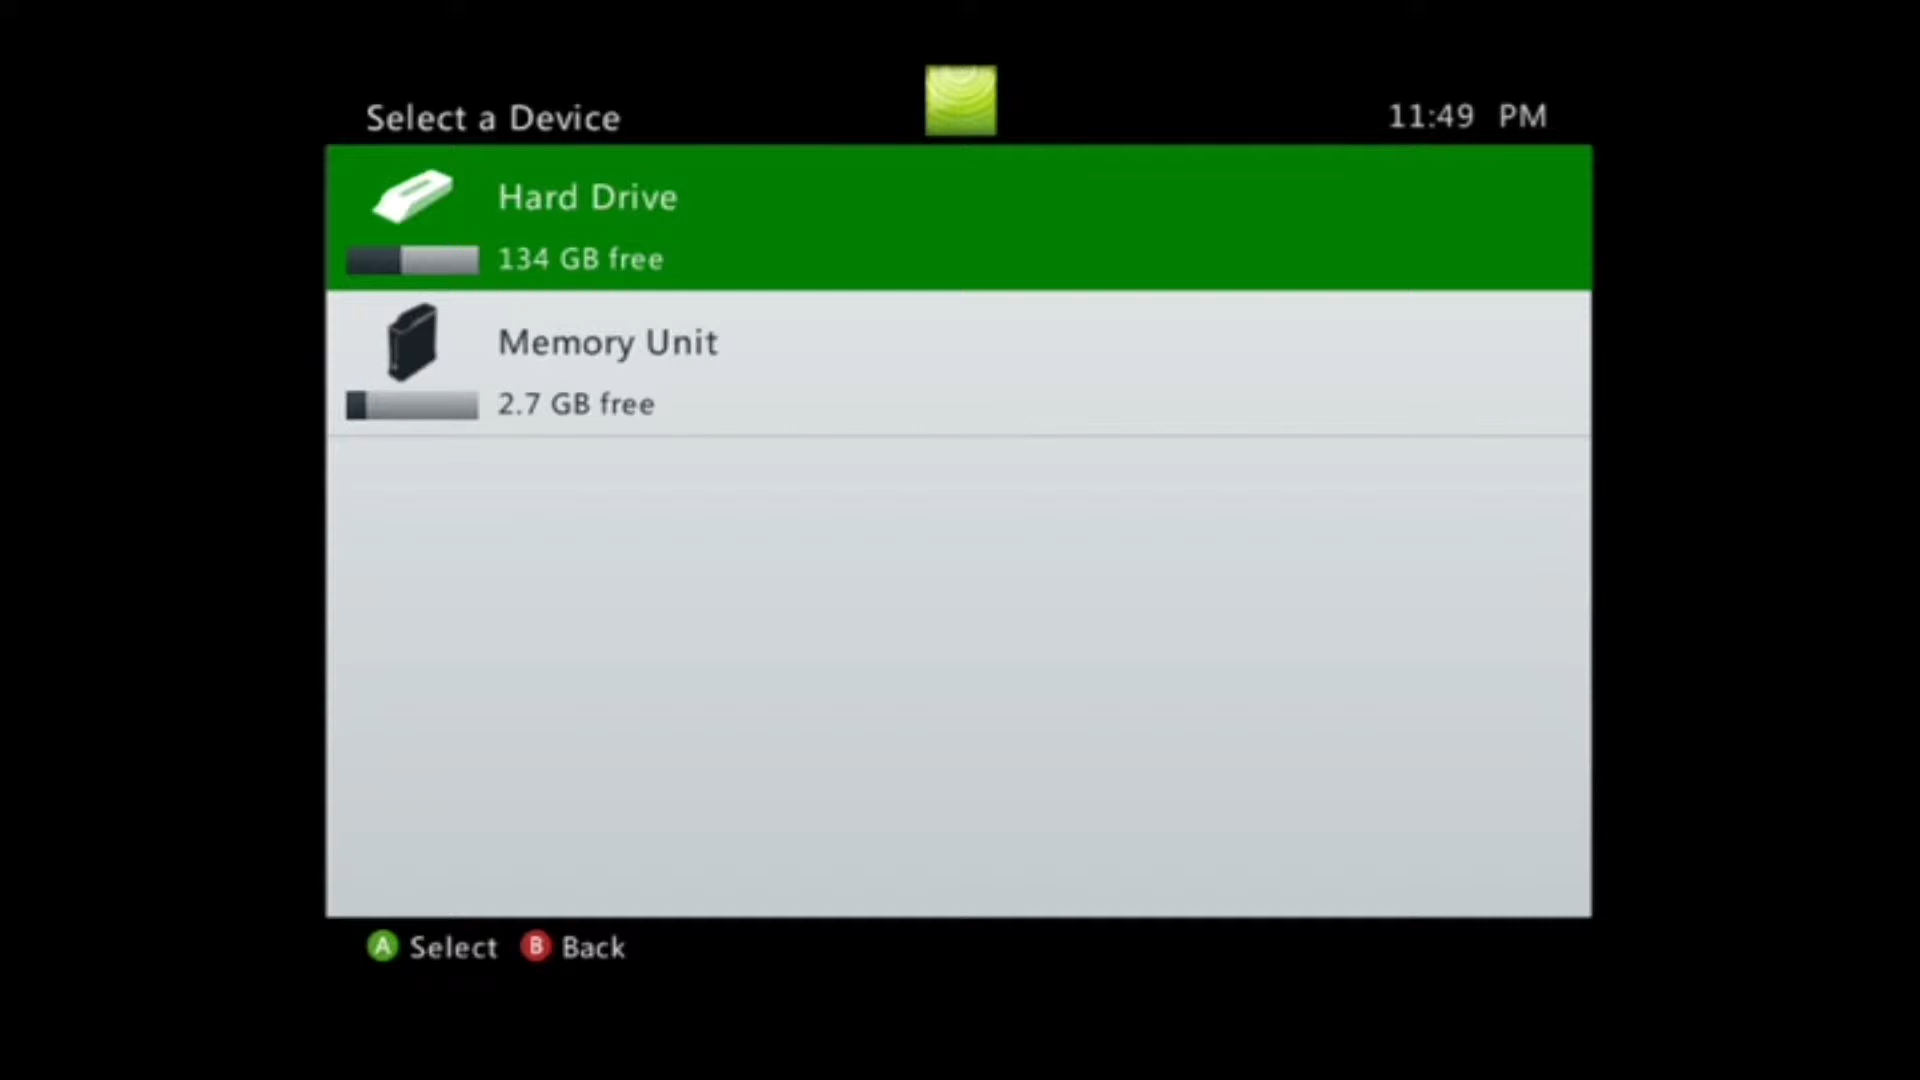 Select a Device
11:49 PM
Hard Drive
134 GB free
Memory Unit
2.7 GB free
A Select B Back